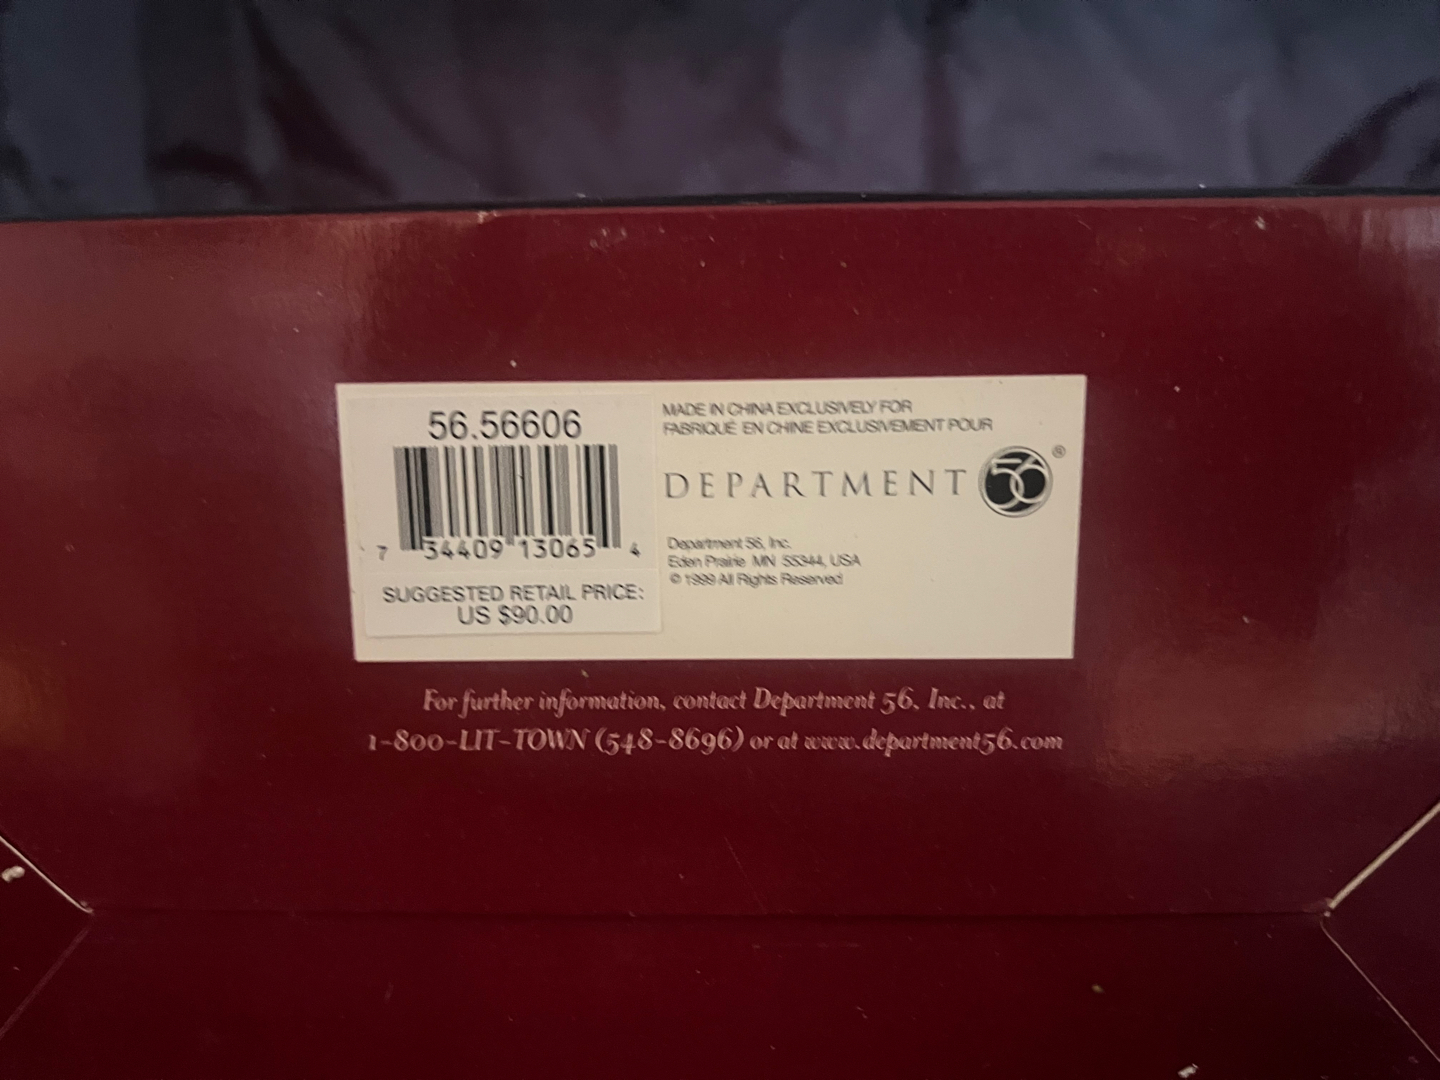 56.56606
7 34409 13065 4
SUGGESTED RETAIL PRICE:
US $90.00
MADE IN CHINA EXCLUSIVELY FOR
FABRIQUÉ EN CHINE EXCLUSIVEMENT POUR
DEPARTMENT 56®
Department 56, Inc.
Eden Prairie MN 55344, USA
© 1999 All Rights Reserved
For further information, contact Department 56, Inc., at
1-800-LIT-TOWN (548-8696) or at www.department56.com